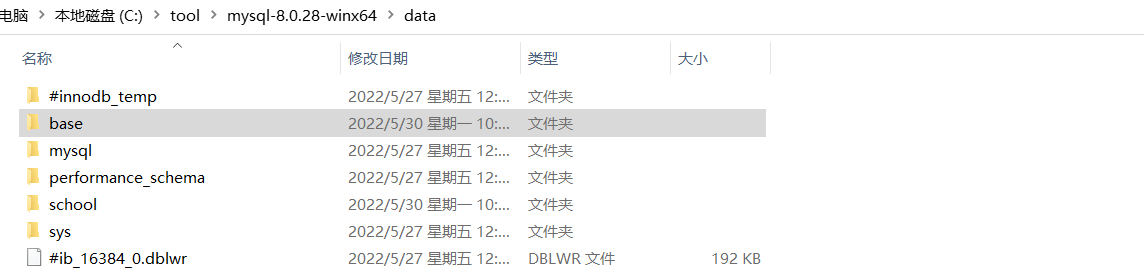 电脑 › 本地磁盘 (C:) › tool › mysql-8.0.28-winx64 › data
名称 修改日期 类型 大小
#innodb_temp 2022/5/27 星期五 12:... 文件夹
base 2022/5/30 星期一 10:... 文件夹
mysql 2022/5/27 星期五 12:... 文件夹
performance_schema 2022/5/27 星期五 12:... 文件夹
school 2022/5/30 星期一 10:... 文件夹
sys 2022/5/27 星期五 12:... 文件夹
#ib_16384_0.dblwr 2022/5/27 星期五 12:... DBLWR 文件 192 KB